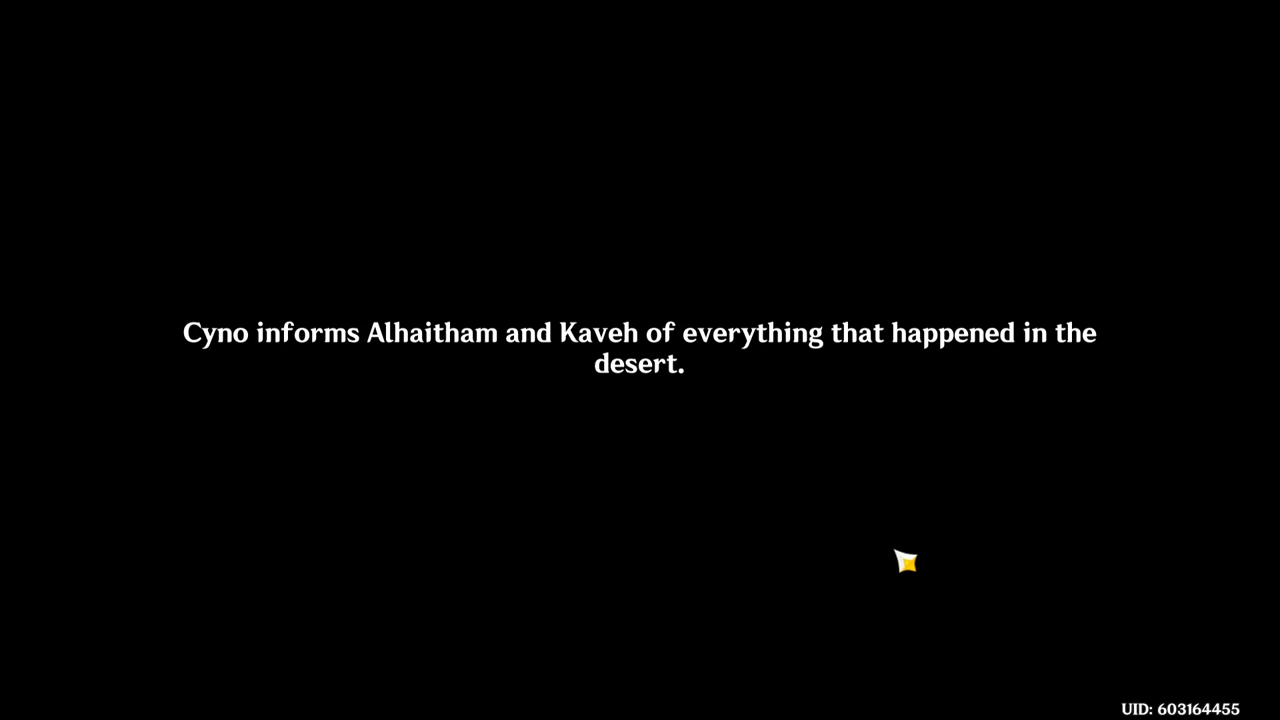 Cyno informs Alhaitham and Kaveh of everything that happened in the
desert.
UID: 603164455